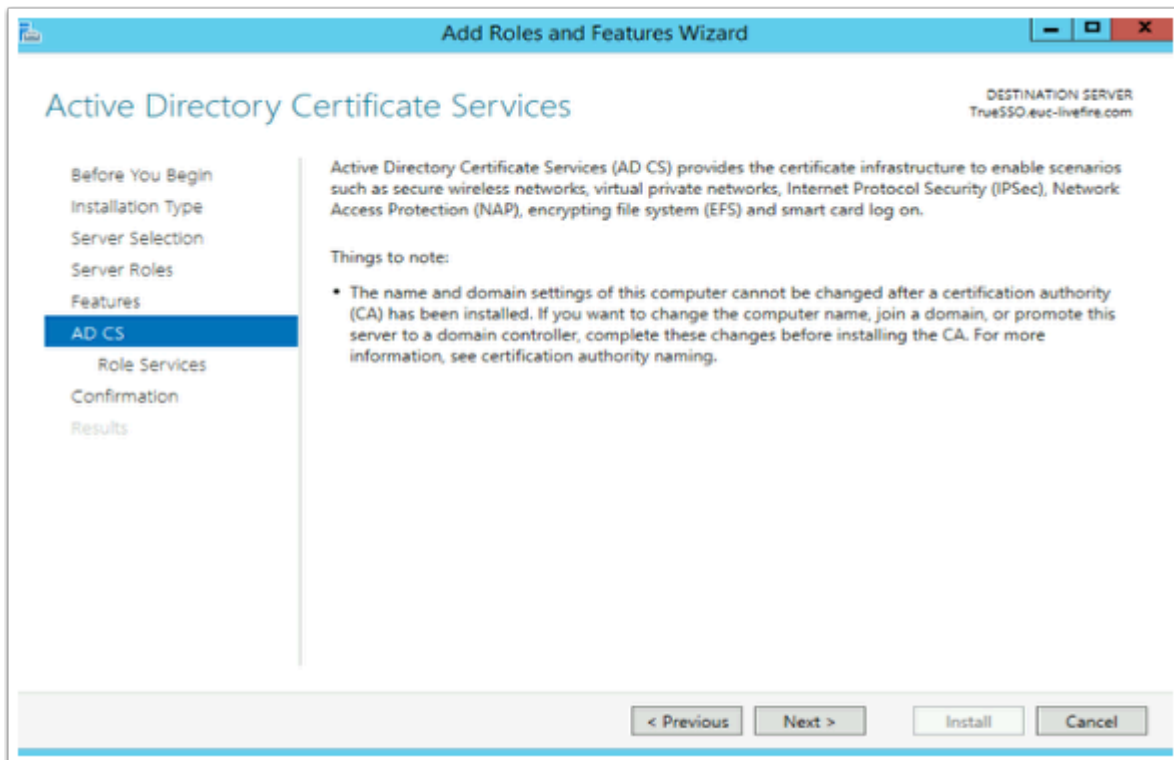 Add Roles and Features Wizard
Active Directory Certificate Services
DESTINATION SERVER
TrueSSO.euc-livefire.com
Before You Begin
Installation Type
Server Selection
Server Roles
Features
AD CS
Role Services
Confirmation
Results
Active Directory Certificate Services (AD CS) provides the certificate infrastructure to enable scenarios
such as secure wireless networks, virtual private networks, Internet Protocol Security (IPSec), Network
Access Protection (NAP), encrypting file system (EFS) and smart card log on.
Things to note:
• The name and domain settings of this computer cannot be changed after a certification authority
(CA) has been installed. If you want to change the computer name, join a domain, or promote this
server to a domain controller, complete these changes before installing the CA. For more
information, see certification authority naming.
< Previous
Next >
Install
Cancel